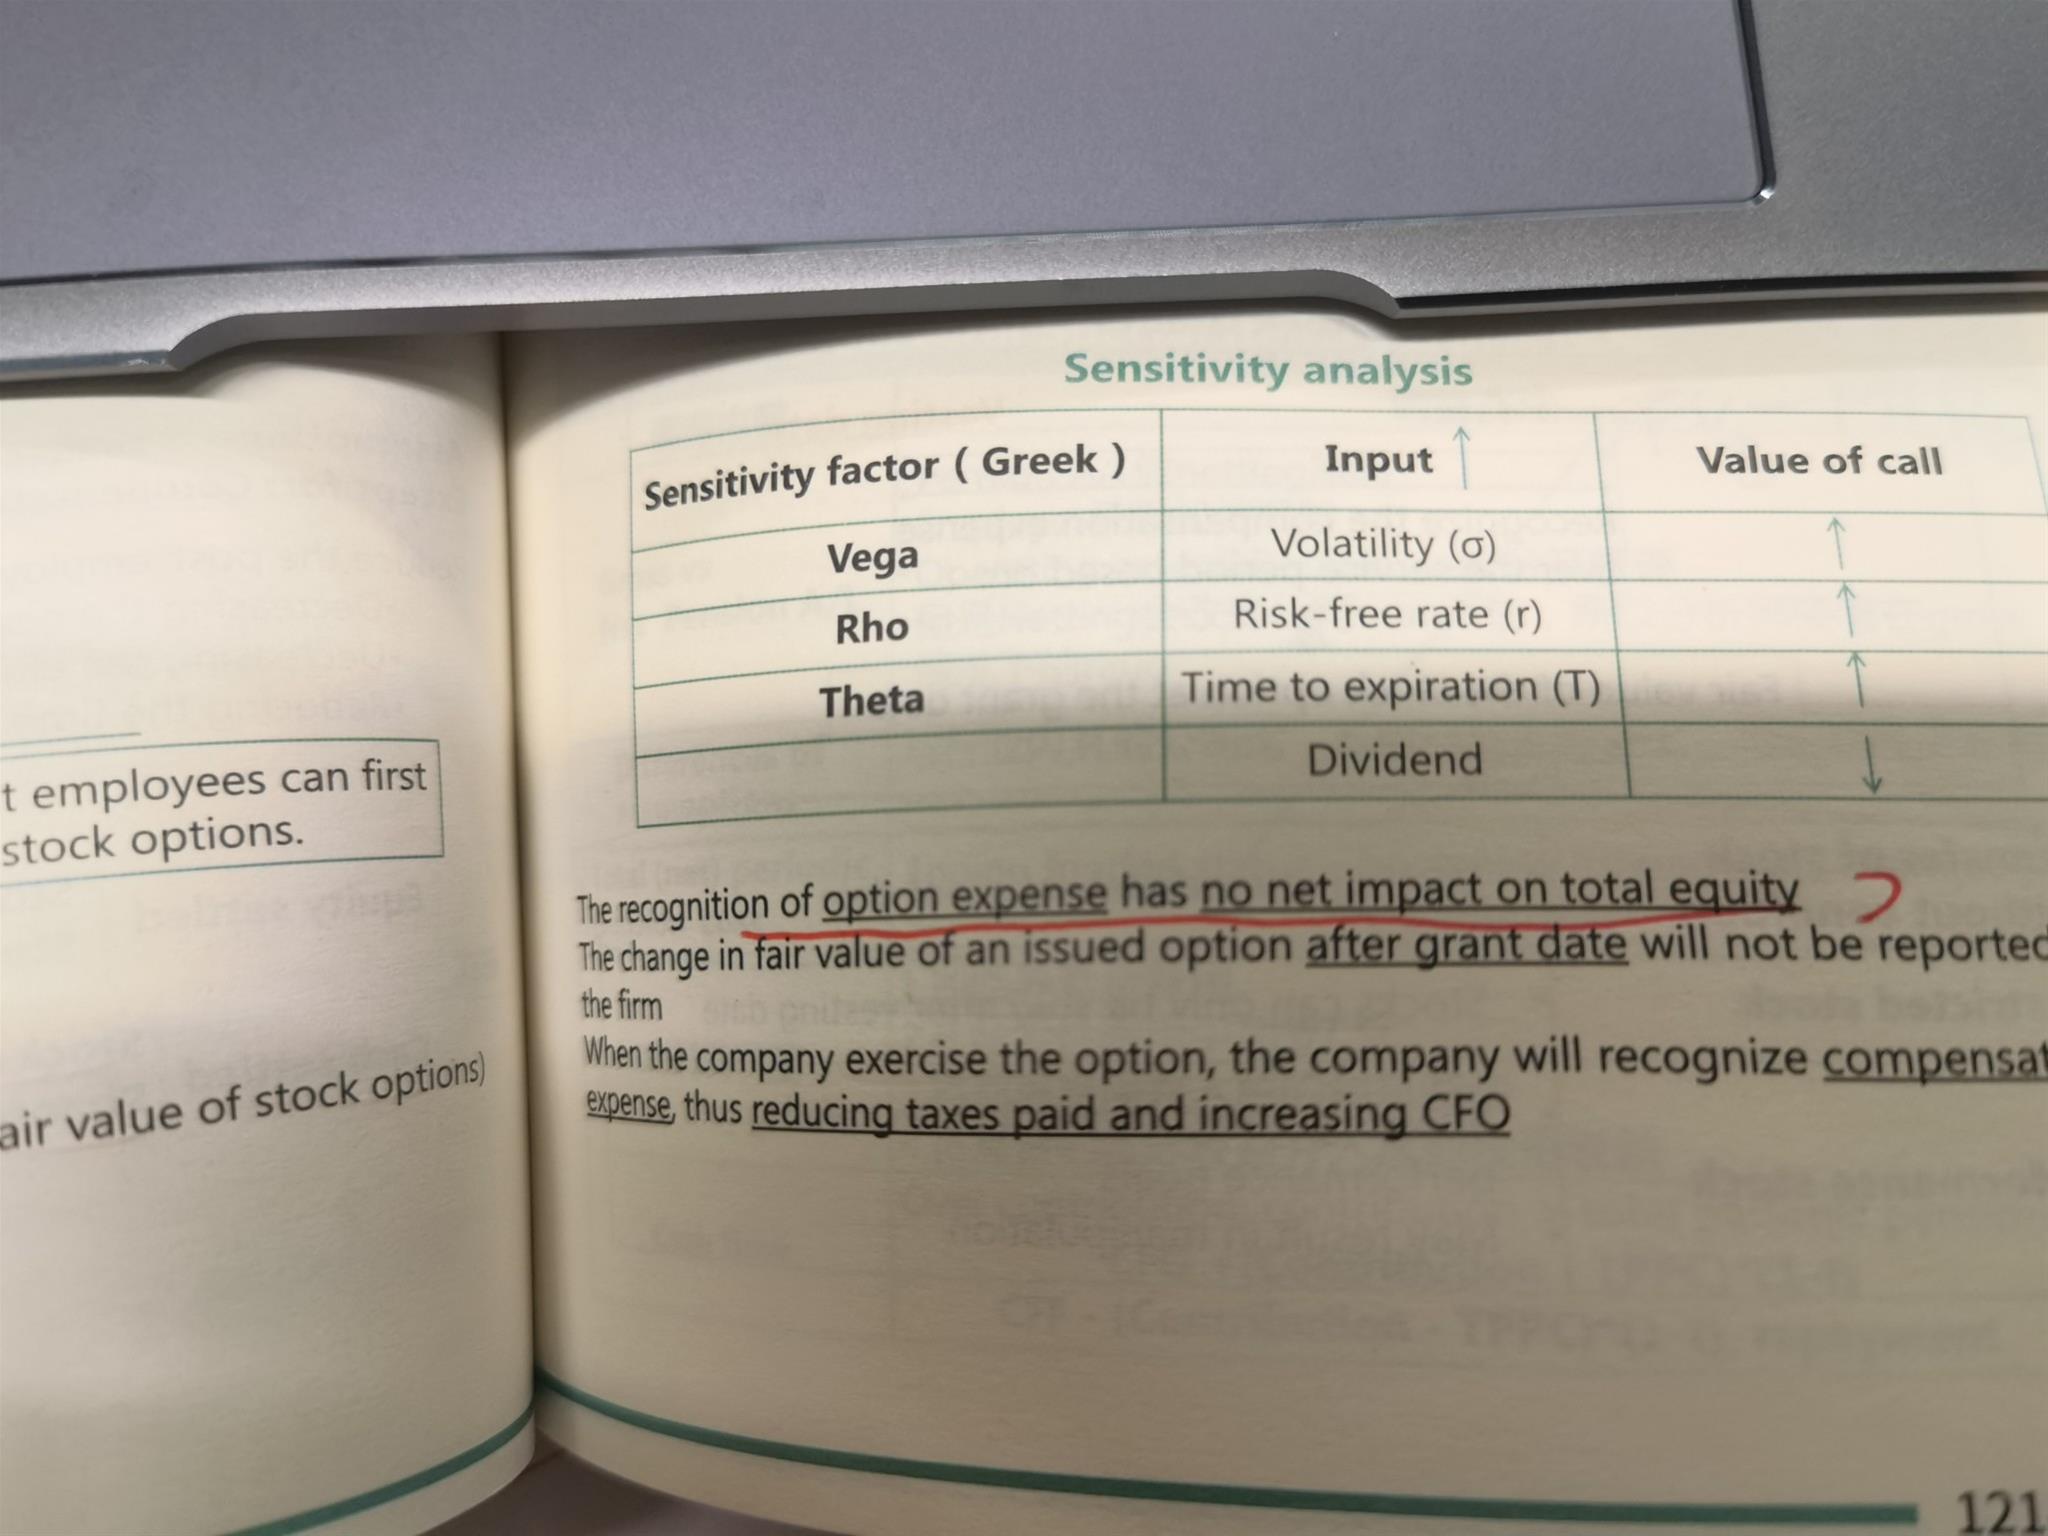 t employees can first
stock options.
air value of stock options)
Sensitivity analysis
Sensitivity factor ( Greek ) Input ↑ Value of call
Vega Volatility (σ) ↑
Rho Risk-free rate (r) ↑
Theta Time to expiration (T) ↑
Dividend ↓
The recognition of option expense has no net impact on total equity
The change in fair value of an issued option after grant date will not be reported
the firm
When the company exercise the option, the company will recognize compensat
expense, thus reducing taxes paid and increasing CFO
121